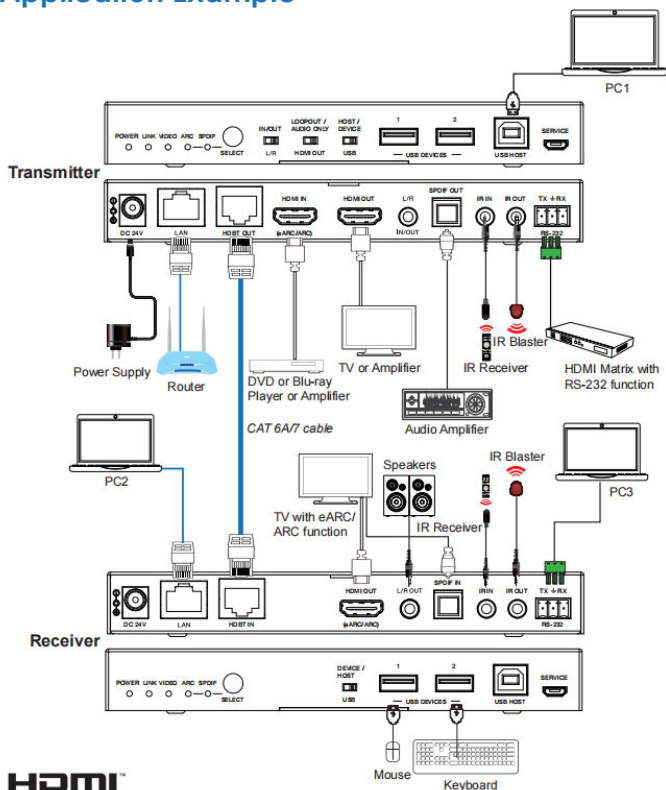 Application Example
PC1
POWER LINK VIDEO ARC SPDIF
SELECT
IN/OUT
L/R
LOOPOUT /
AUDIO ONLY
HDMI OUT
HOST /
DEVICE
USB
1
2
USB DEVICES
USB HOST
SERVICE
Transmitter
DC 24V
LAN
HDBT OUT
HDMI IN
(eARC/ARC)
HDMI OUT
L/R
IN/OUT
SPDIF OUT
IR IN
IR OUT
TX RX
RS-232
Power Supply
Router
DVD or Blu-ray
Player or Amplifier
TV or Amplifier
Audio Amplifier
IR Receiver
IR Blaster
HDMI Matrix with
RS-232 function
CAT 6A/7 cable
PC2
TV with eARC/
ARC function
Speakers
IR Receiver
IR Blaster
PC3
DC 24V
LAN
HDBT IN
HDMI OUT
(eARC/ARC)
L/R OUT
SPDIF IN
IR IN
IR OUT
TX RX
RS-232
Receiver
POWER LINK VIDEO ARC SPDIF
SELECT
DEVICE /
HOST
USB
1
2
USB DEVICES
USB HOST
SERVICE
Mouse
Keyboard
HDMI™